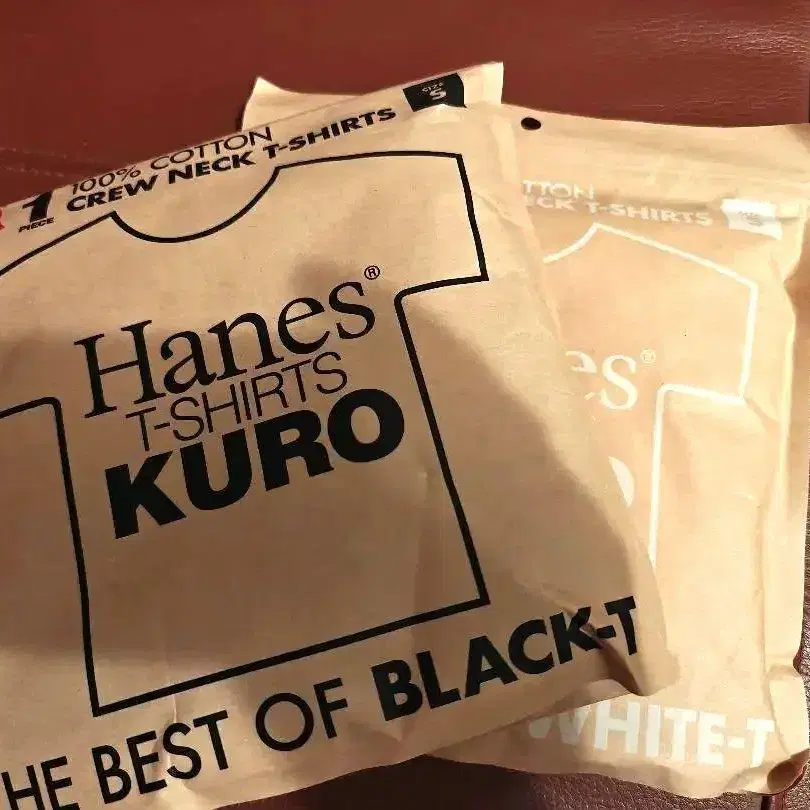 SIZE
S
1
PIECE
100% COTTON
CREW NECK T-SHIRTS
Hanes®
T-SHIRTS
KURO
HE BEST OF BLACK-T
TTON
ECK T-SHIRTS
S
es®
WHITE-T